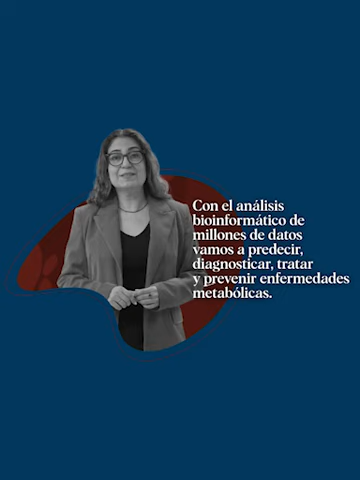 Con el análisis
bioinformático de
millones de datos
vamos a predecir,
diagnosticar, tratar
y prevenir enfermedades
metabólicas.